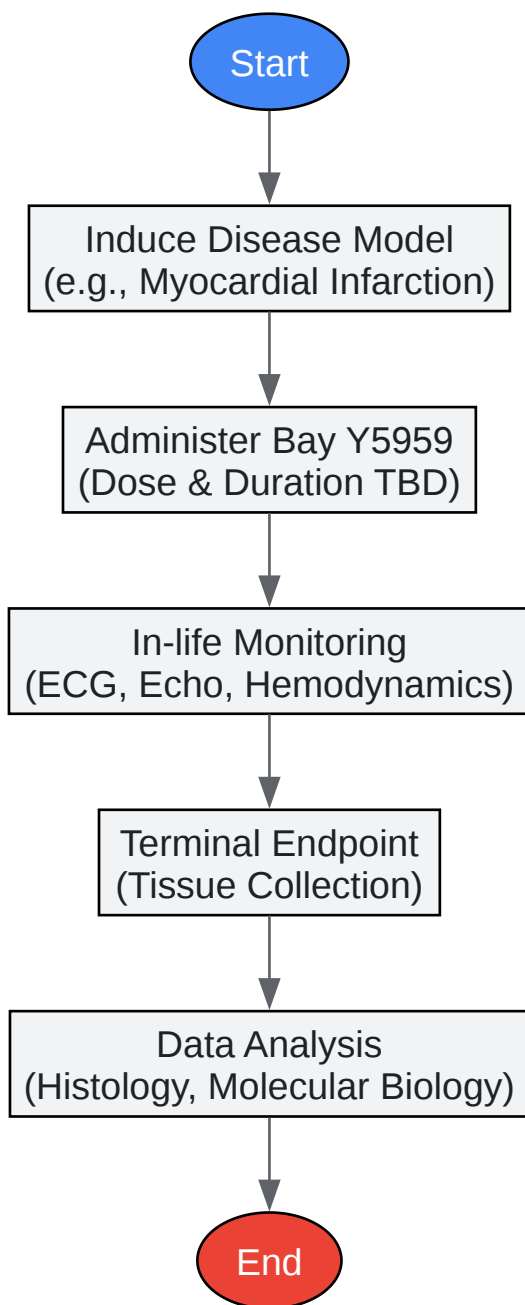 Start
Induce Disease Model
(e.g., Myocardial Infarction)
Administer Bay Y5959
(Dose & Duration TBD)
In-life Monitoring
(ECG, Echo, Hemodynamics)
Terminal Endpoint
(Tissue Collection)
Data Analysis
(Histology, Molecular Biology)
End